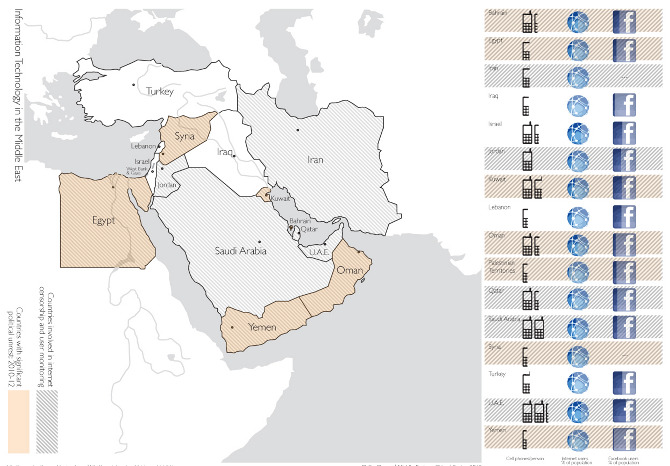 Information Technology in the Middle East
Turkey
Syria
Lebanon
Israel
West Bank
& Gaza
Jordan
Iraq
Iran
Kuwait
Egypt
Bahrain
Qatar
Saudi Arabia
U.A.E.
Oman
Yemen
Countries involved in internet
censorship and user monitoring
Countries with significant
political unrest: 2010-12
Bahrain
Egypt
Iran
Iraq
Israel
Jordan
Kuwait
Lebanon
Oman
Palestinian
Territories
Qatar
Saudi Arabia
Syria
Turkey
U.A.E.
Yemen
Cell phones/person
Internet users
% of population
Facebook users
% of population